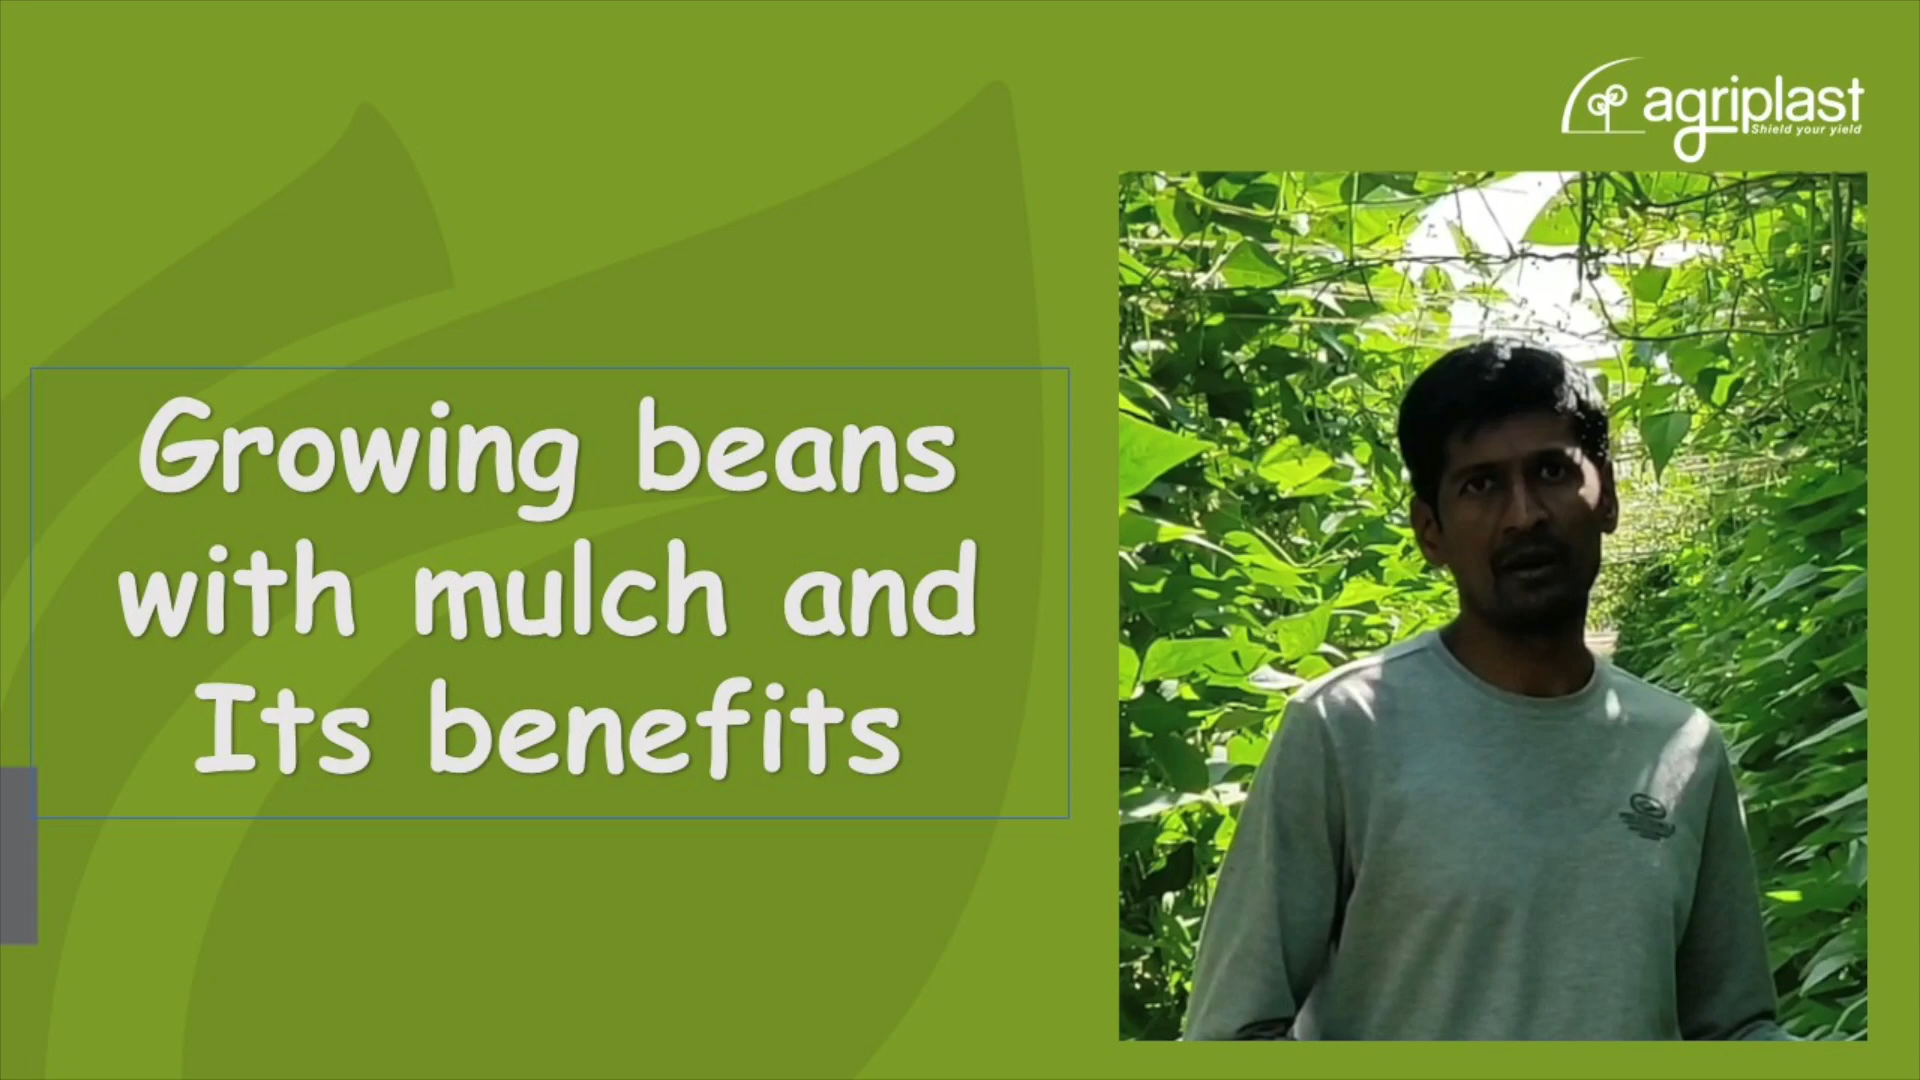 agriplast
Shield your yield
Growing beans
with mulch and
Its benefits